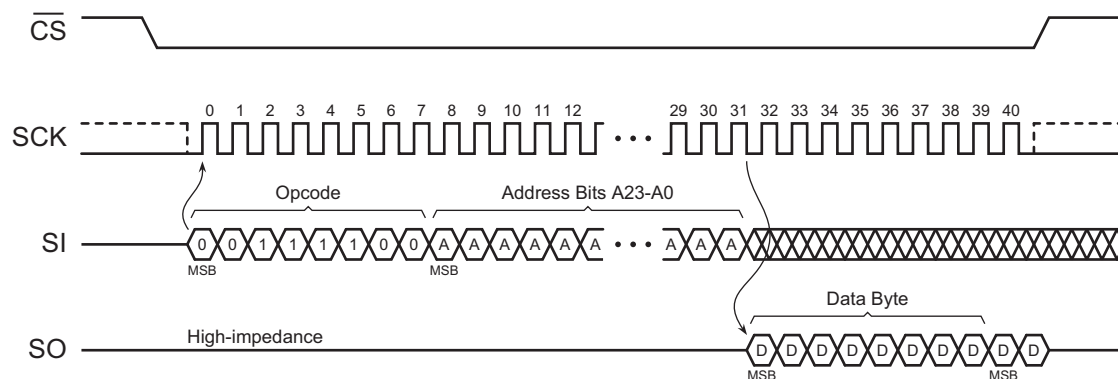 CS
0 1 2 3 4 5 6 7 8 9 10 11 12 29 30 31 32 33 34 35 36 37 38 39 40
SCK
Opcode Address Bits A23-A0
SI 0 0 1 1 1 1 0 0 A A A A A A A A A
MSB MSB
Data Byte
High-impedance
SO D D D D D D D D D D
MSB MSB